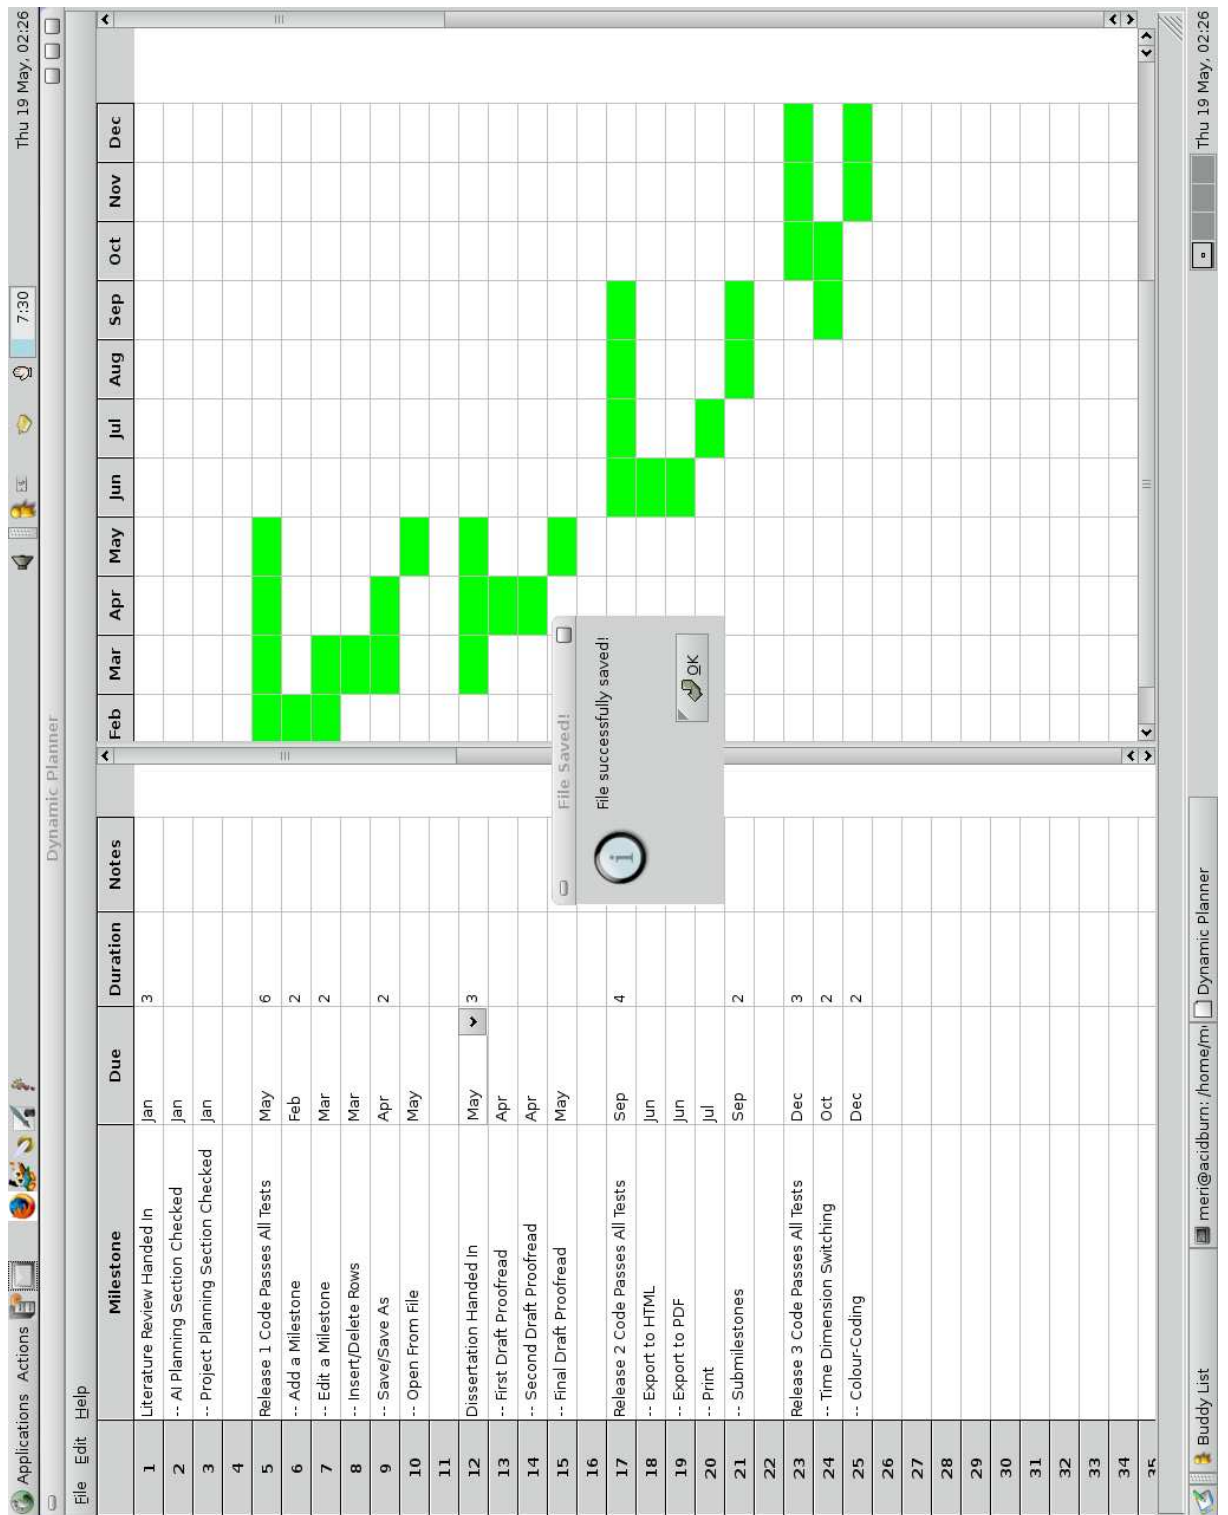 Applications Actions 7:30 Thu 19 May, 02:26
Dynamic Planner
File Edit Help
Milestone Due Duration Notes Feb Mar Apr May Jun Jul Aug Sep Oct Nov Dec
1 Literature Review Handed In Jan 3
2 -- AI Planning Section Checked Jan
3 -- Project Planning Section Checked Jan
4
5 Release 1 Code Passes All Tests May 6
6 -- Add a Milestone Feb 2
7 -- Edit a Milestone Mar 2
8 -- Insert/Delete Rows Mar
9 -- Save/Save As Apr 2
10 -- Open From File May
11
12 Dissertation Handed In May 3
13 -- First Draft Proofread Apr
14 -- Second Draft Proofread Apr
15 -- Final Draft Proofread May
16
17 Release 2 Code Passes All Tests Sep 4
18 -- Export to HTML Jun
19 -- Export to PDF Jun
20 -- Print Jul
21 -- Submilestones Sep 2
22
23 Release 3 Code Passes All Tests Dec 3
24 -- Time Dimension Switching Oct 2
25 -- Colour-Coding Dec 2
26
27
28
29
30
31
32
33
34
35
File Saved!
File successfully saved!
OK
Buddy List meri@acidburn: /home/m Dynamic Planner Thu 19 May, 02:26